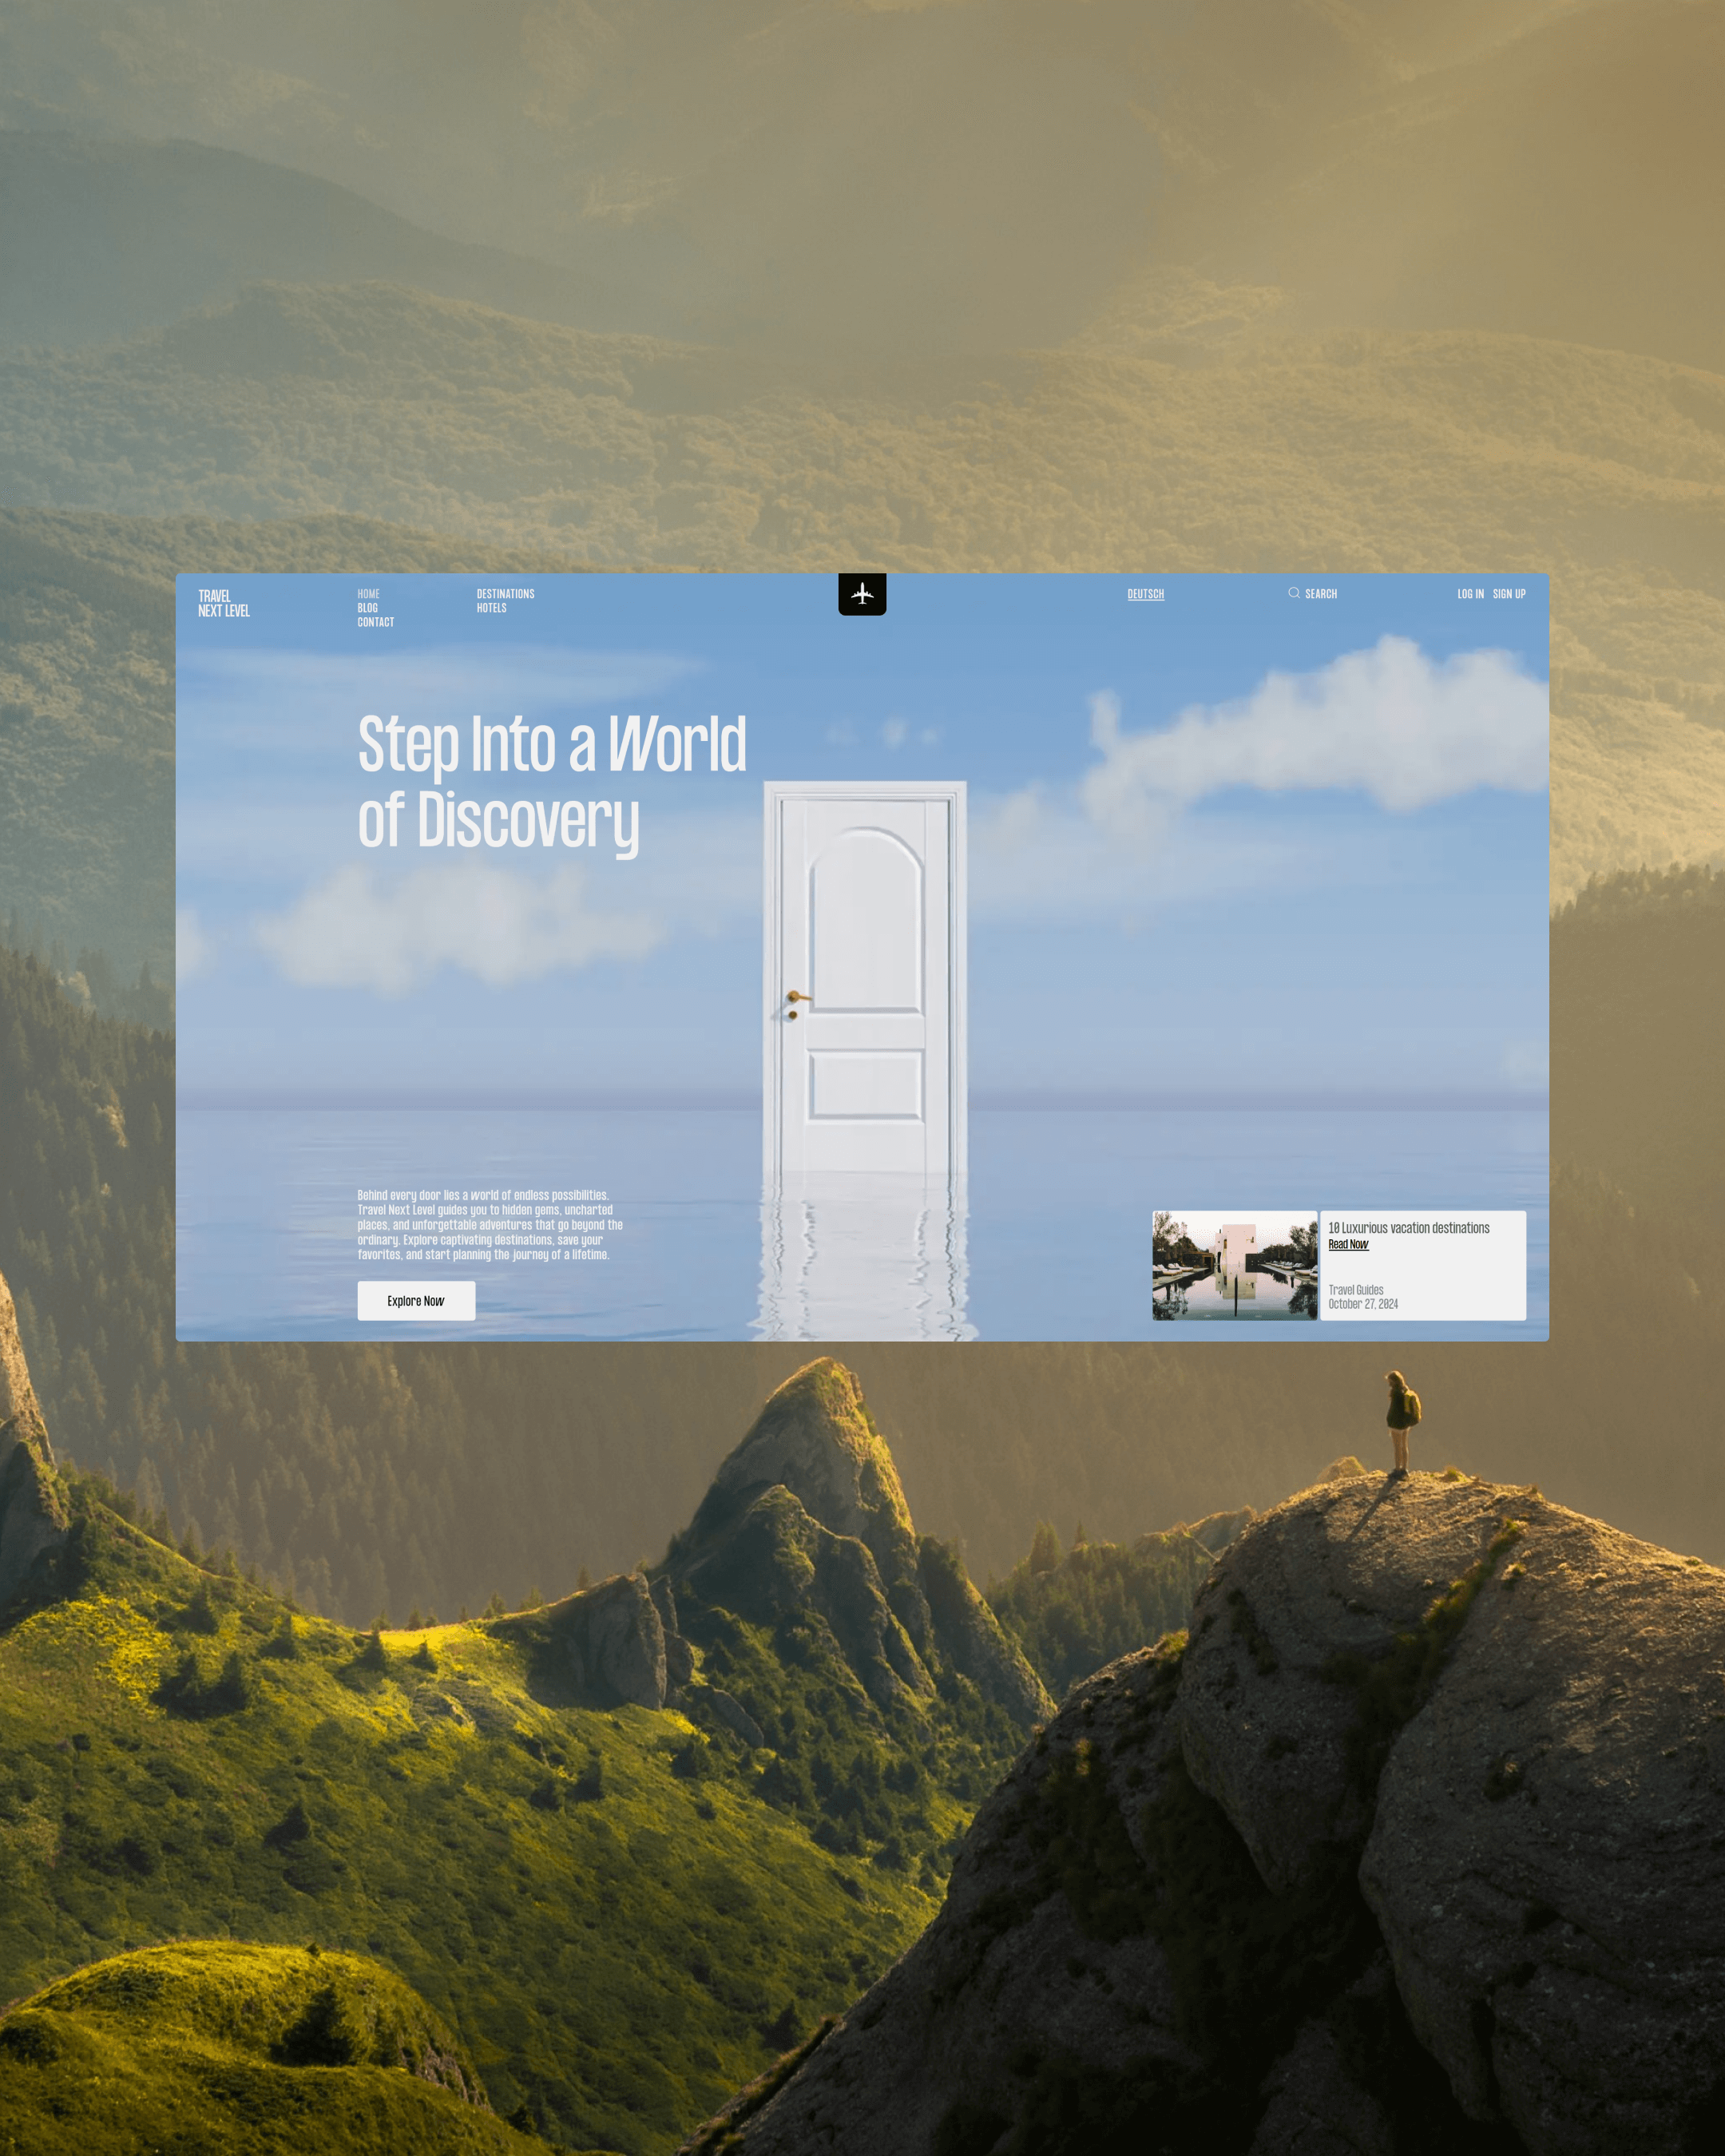 TRAVEL
NEXT LEVEL
HOME
BLOG
CONTACT
DESTINATIONS
HOTELS
DEUTSCH
SEARCH
LOG IN SIGN UP
Step Into a World
of Discovery
Behind every door lies a world of endless possibilities.
Travel Next Level guides you to hidden gems, uncharted
places, and unforgettable adventures that go beyond the
ordinary. Explore captivating destinations, save your
favorites, and start planning the journey of a lifetime.
Explore Now
10 Luxurious vacation destinations
Read Now
Travel Guides
October 27, 2024